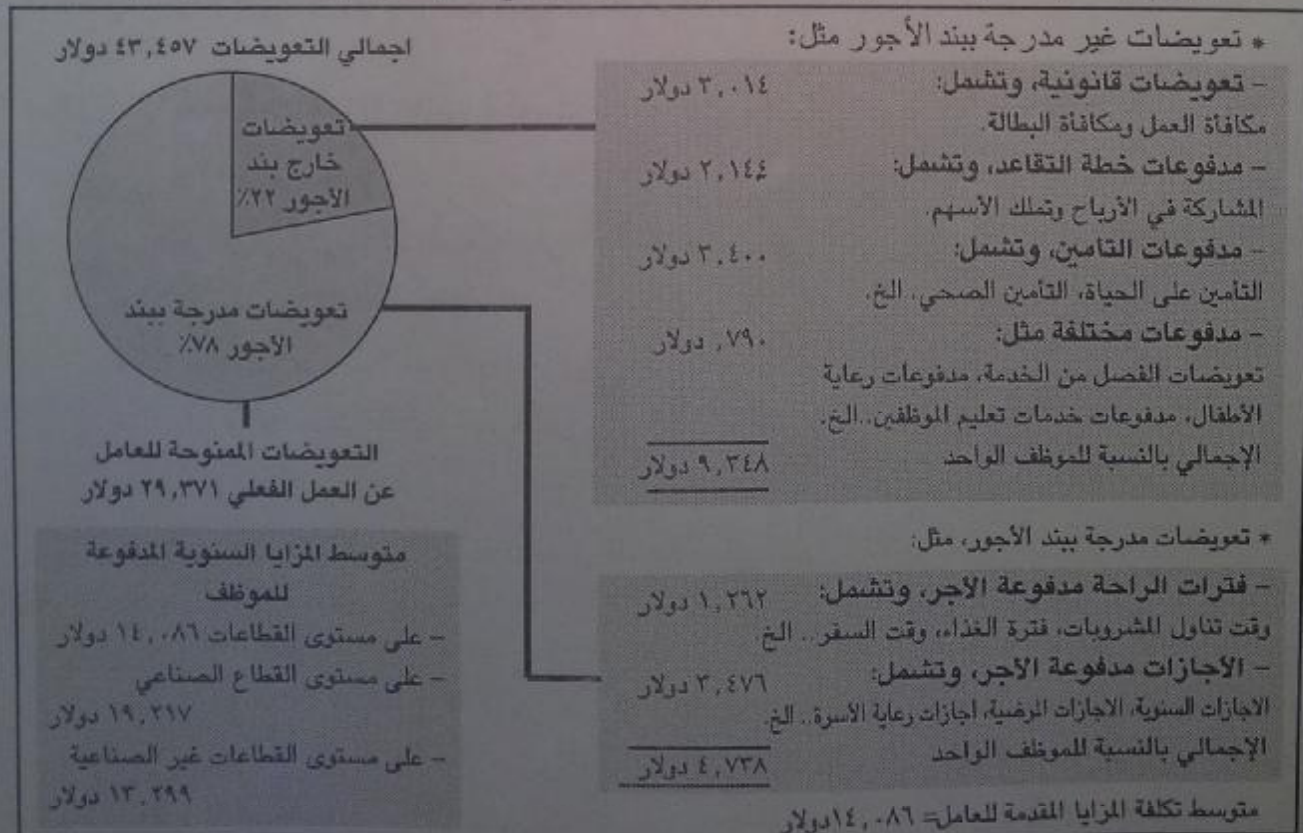 * تعويضات غير مدرجة ببند الأجور مثل:
- تعويضات قانونية، وتشمل: ٣,٠١٤ دولار
مكافأة العمل ومكافأة البطالة.
- مدفوعات خطة التقاعد، وتشمل: ٢,١٤٤ دولار
المشاركة في الأرباح وتملك الأسهم.
- مدفوعات التامين، وتشمل: ٣,٤٠٠ دولار
التأمين على الحياة، التأمين الصحي.. الخ.
- مدفوعات مختلفة مثل: ,٧٩٠ دولار
تعويضات الفصل من الخدمة، مدفوعات رعاية
الأطفال، مدفوعات خدمات تعليم الموظفين..الخ.
الإجمالي بالنسبة للموظف الواحد ٩,٣٤٨ دولار
* تعويضات مدرجة ببند الأجور، مثل:
- فترات الراحة مدفوعة الأجر، وتشمل: ١,٢٦٢ دولار
وقت تناول المشروبات، فترة الغذاء، وقت السفر.. الخ
- الأجازات مدفوعة الأجر، وتشمل: ٣,٤٧٦ دولار
الاجازات السنوية، الاجازات المرضية، اجازات رعاية الأسرة.. الخ.
الإجمالي بالنسبة للموظف الواحد ٤,٧٣٨ دولار
متوسط تكلفة المزايا المقدمة للعامل= ١٤,٠٨٦دولار
اجمالي التعويضات ٤٣,٤٥٧ دولار
تعويضات
خارج بند
الأجور ٢٢٪
تعويضات مدرجة ببند
الأجور ٧٨٪
التعويضات الممنوحة للعامل
عن العمل الفعلي ٢٩,٣٧١ دولار
متوسط المزايا السنوية المدفوعة
للموظف
- على مستوى القطاعات ١٤,٠٨٦ دولار
- على مستوى القطاع الصناعي
١٩,٢١٧ دولار
- على مستوى القطاعات غير الصناعية
١٣,٢٩٩ دولار